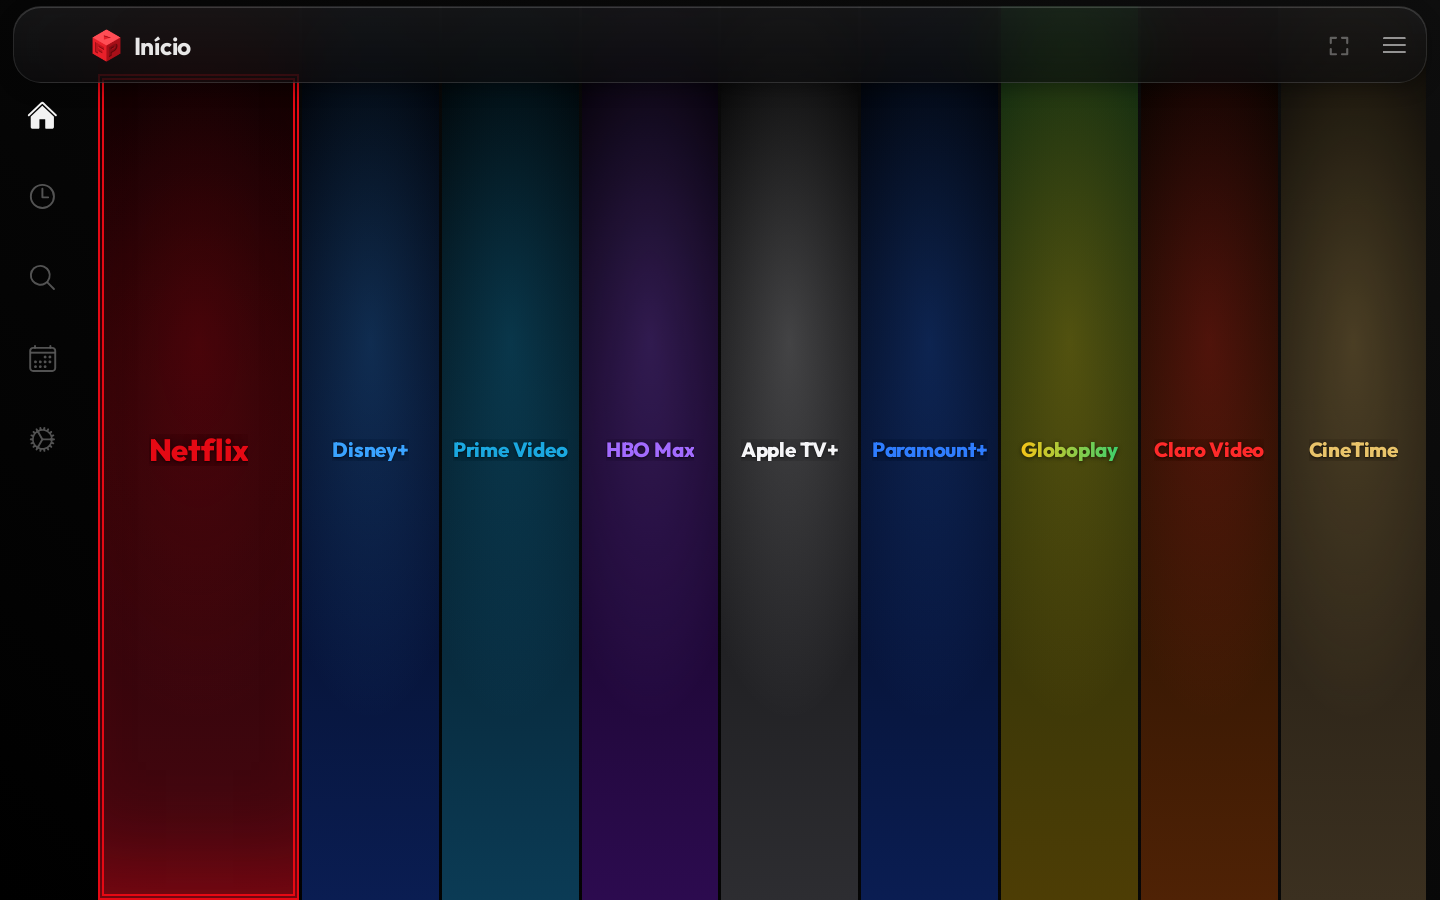 Início
Netflix
Disney+
Prime Video
HBO Max
Apple TV+
Paramount+
Globoplay
Claro Video
CineTime